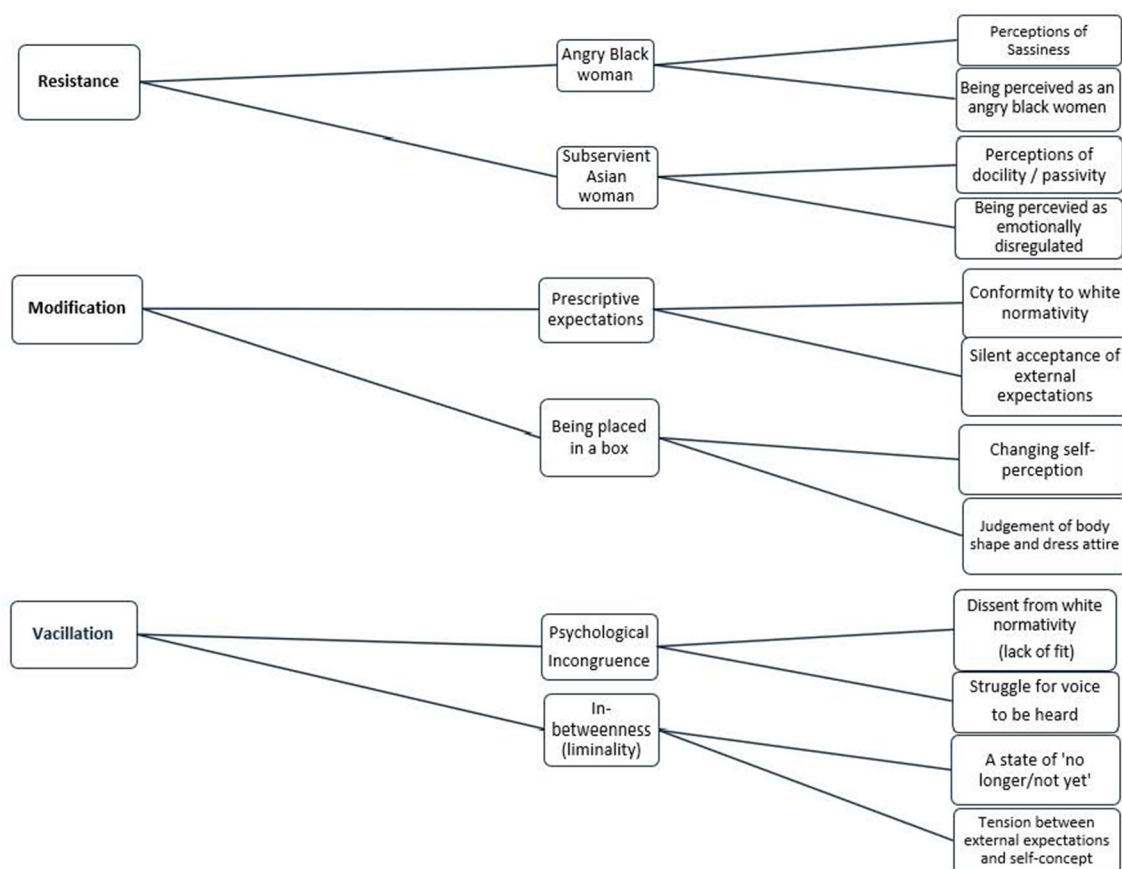 Resistance
Angry Black
woman
Perceptions of
Sassiness
Being perceived as an
angry black women
Subservient
Asian
woman
Perceptions of
docility / passivity
Being percevied as
emotionally
disregulated
Modification
Prescriptive
expectations
Conformity to white
normativity
Silent acceptance of
external
expectations
Being placed
in a box
Changing self-
perception
Judgement of body
shape and dress attire
Vacillation
Psychological
Incongruence
Dissent from white
normativity
(lack of fit)
Struggle for voice
to be heard
In-
betweenness
(liminality)
A state of 'no
longer/not yet'
Tension between
external expectations
and self-concept